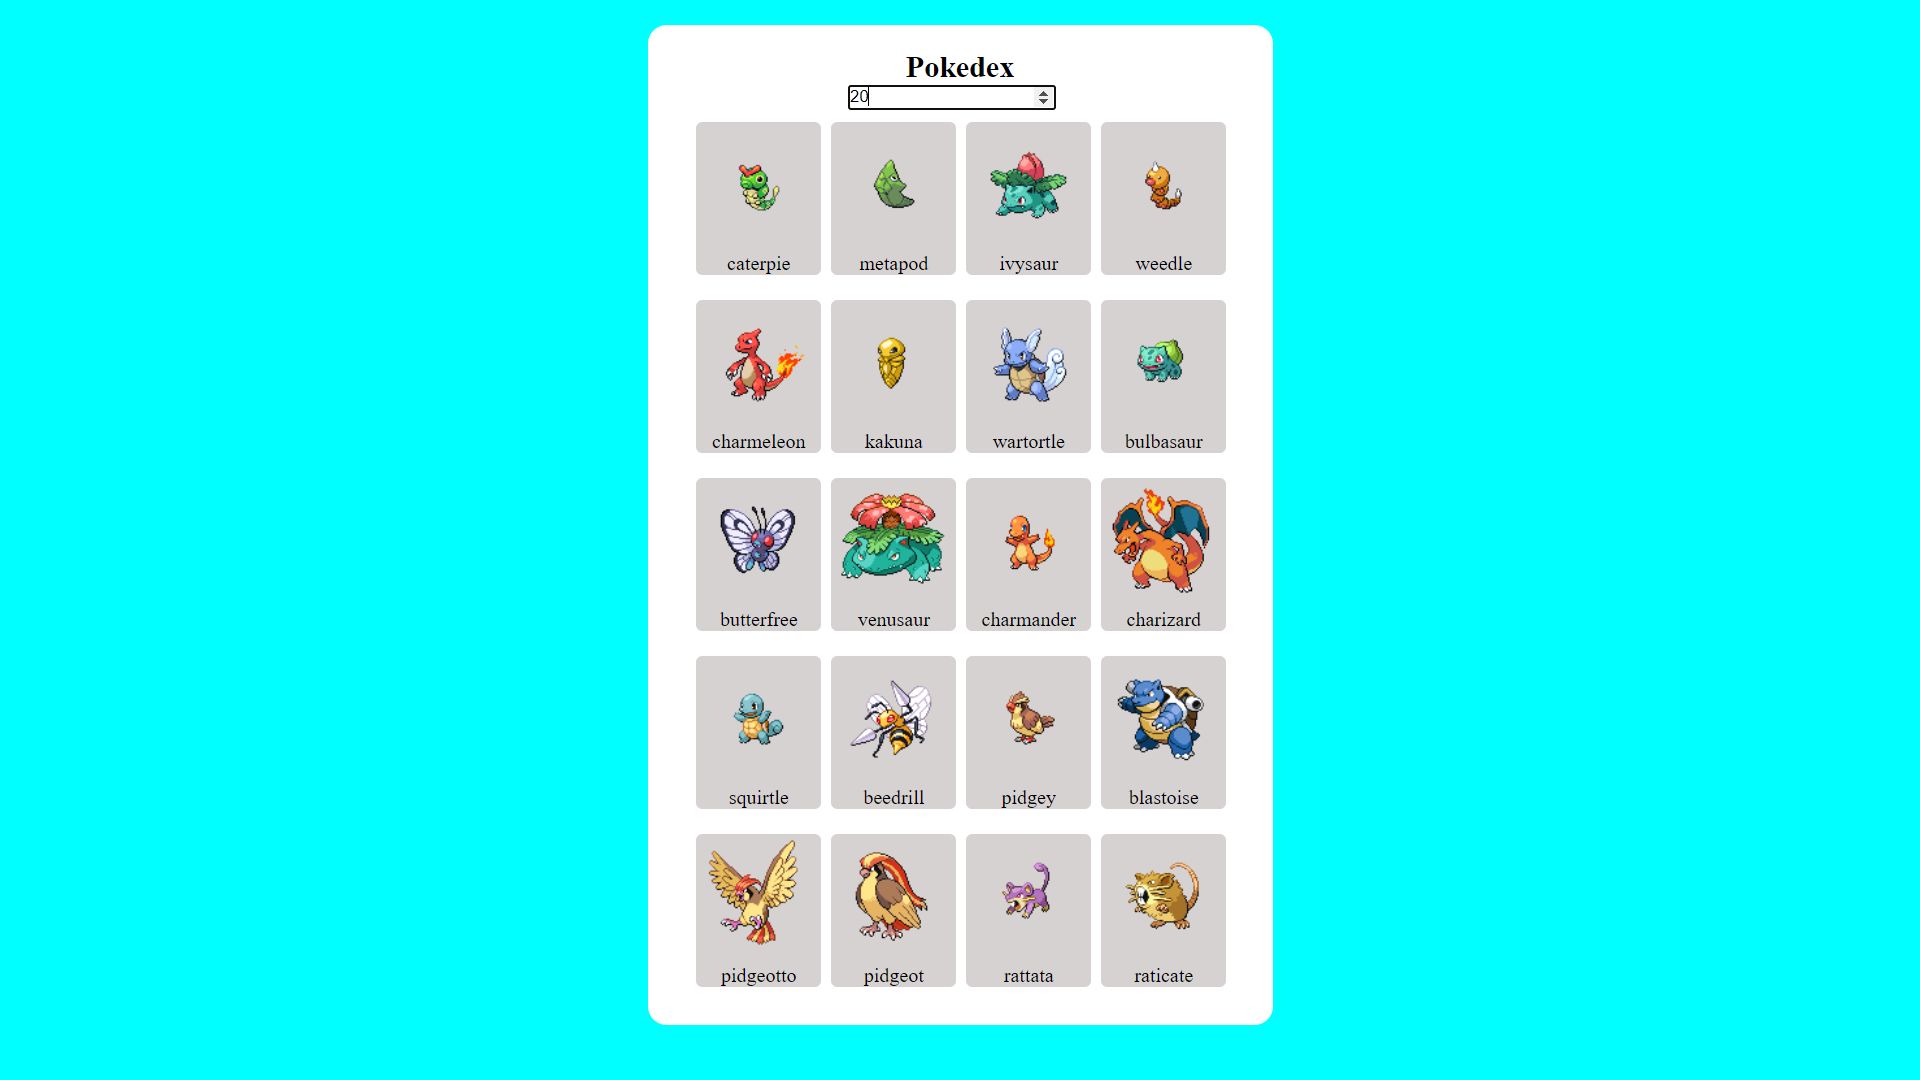 Pokedex
20
caterpie metapod ivysaur weedle
charmeleon kakuna wartortle bulbasaur
butterfree venusaur charmander charizard
squirtle beedrill pidgey blastoise
pidgeotto pidgeot rattata raticate